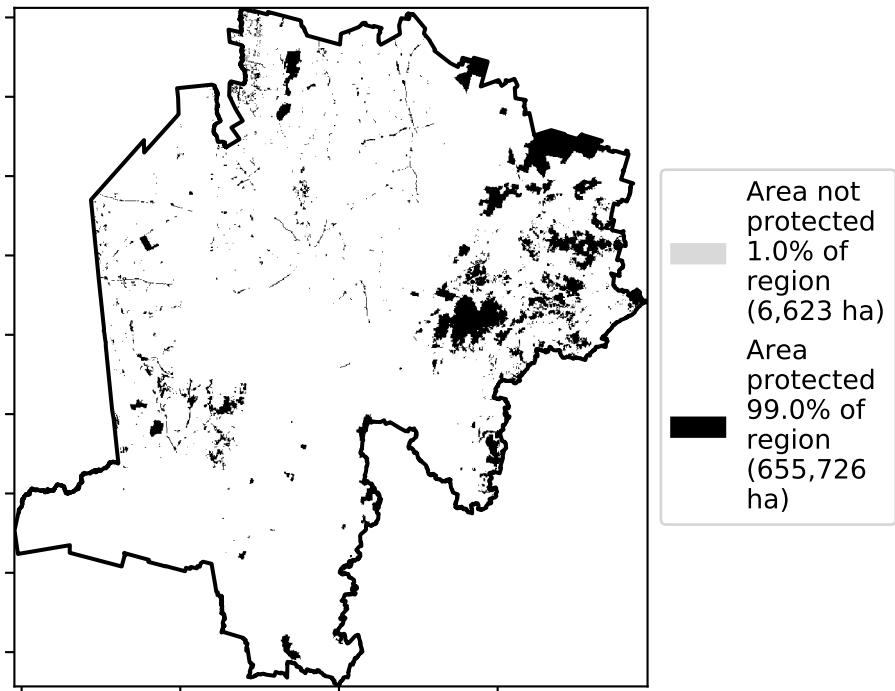 Area not
protected
1.0% of
region
(6,623 ha)
Area
protected
99.0% of
region
(655,726
ha)